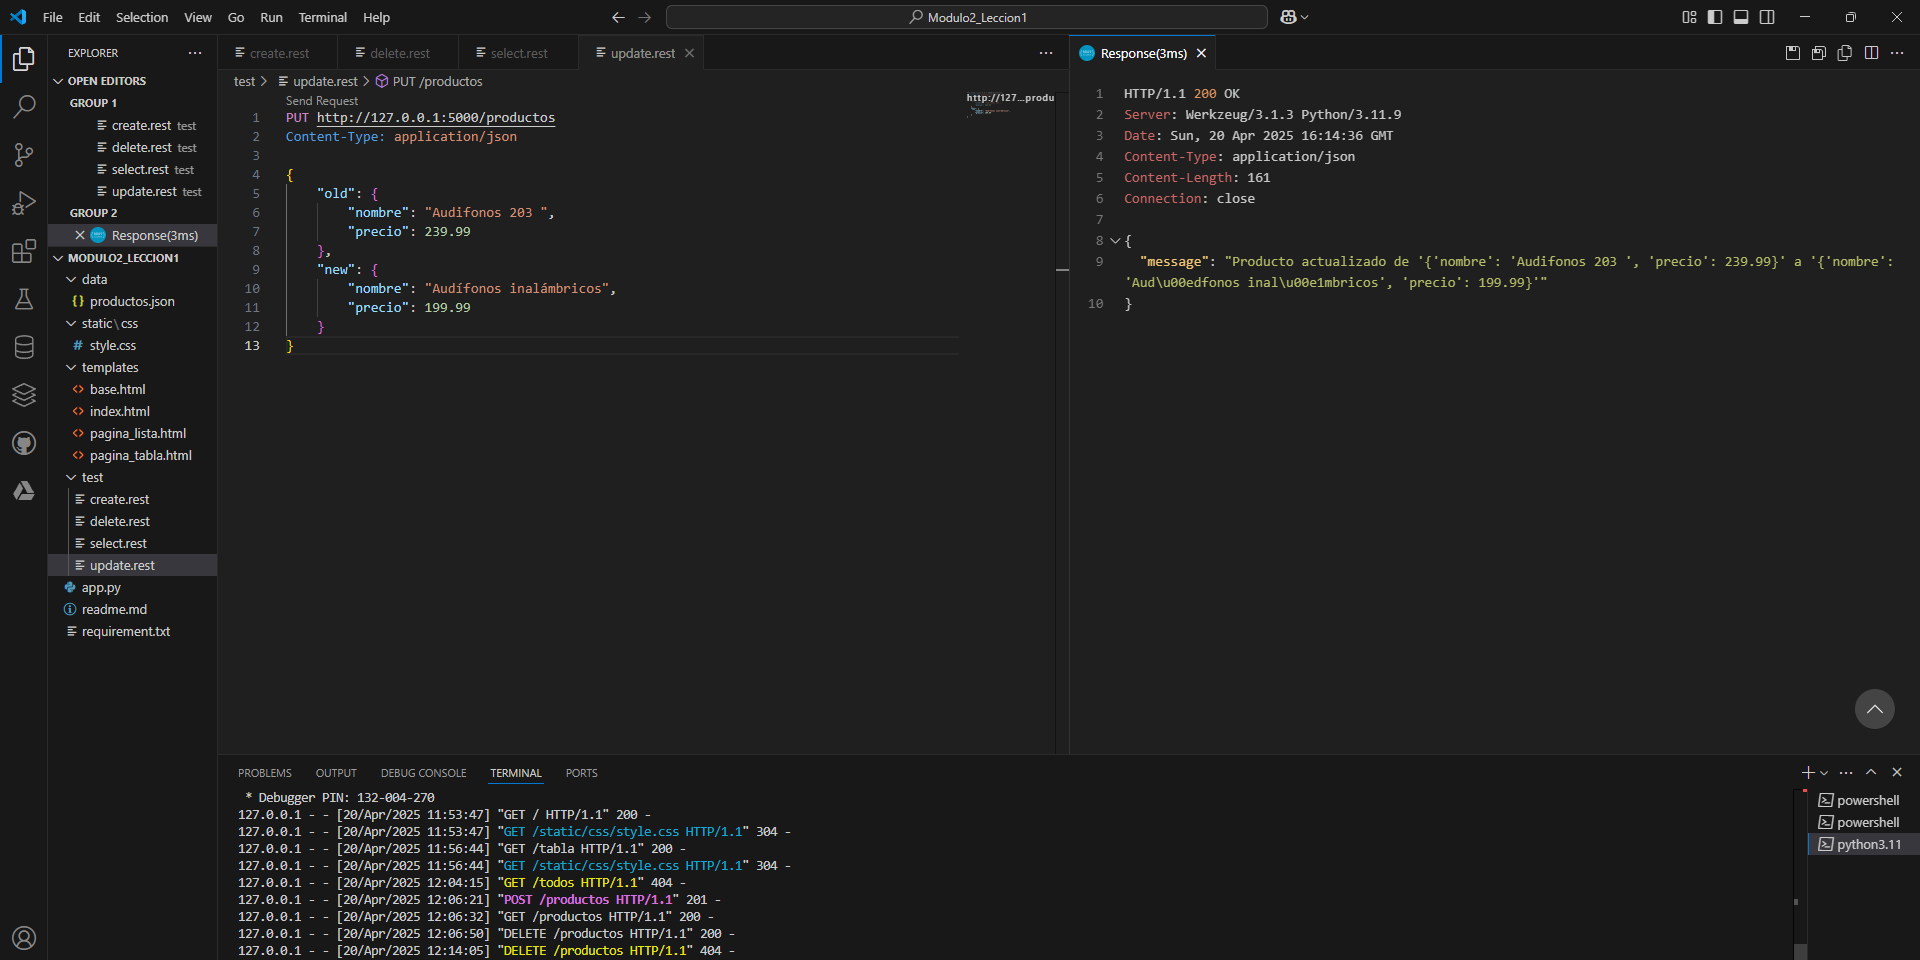 File Edit Selection View Go Run Terminal Help
Modulo2_Leccion1
EXPLORER
OPEN EDITORS
GROUP 1
create.rest test
delete.rest test
select.rest test
update.rest test
GROUP 2
Response(3ms)
MODULO2_LECCION1
data
{} productos.json
static\css
# style.css
templates
<> base.html
<> index.html
<> pagina_lista.html
<> pagina_tabla.html
test
create.rest
delete.rest
select.rest
update.rest
app.py
readme.md
requirement.txt
create.rest delete.rest select.rest update.rest
test > update.rest > PUT /productos
Send Request
1 PUT http://127.0.0.1:5000/productos
2 Content-Type: application/json
3
4 {
5 "old": {
6 "nombre": "Audifonos 203 ",
7 "precio": 239.99
8 },
9 "new": {
10 "nombre": "Audífonos inalámbricos",
11 "precio": 199.99
12 }
13 }
http://127...produ
Response(3ms)
1 HTTP/1.1 200 OK
2 Server: Werkzeug/3.1.3 Python/3.11.9
3 Date: Sun, 20 Apr 2025 16:14:36 GMT
4 Content-Type: application/json
5 Content-Length: 161
6 Connection: close
7
8 {
9 "message": "Producto actualizado de '{'nombre': 'Audifonos 203 ', 'precio': 239.99}' a '{'nombre':
'Aud\u00edfonos inal\u00e1mbricos', 'precio': 199.99}'"
10 }
PROBLEMS OUTPUT DEBUG CONSOLE TERMINAL PORTS
* Debugger PIN: 132-004-270
127.0.0.1 - - [20/Apr/2025 11:53:47] "GET / HTTP/1.1" 200 -
127.0.0.1 - - [20/Apr/2025 11:53:47] "GET /static/css/style.css HTTP/1.1" 304 -
127.0.0.1 - - [20/Apr/2025 11:56:44] "GET /tabla HTTP/1.1" 200 -
127.0.0.1 - - [20/Apr/2025 11:56:44] "GET /static/css/style.css HTTP/1.1" 304 -
127.0.0.1 - - [20/Apr/2025 12:04:15] "GET /todos HTTP/1.1" 404 -
127.0.0.1 - - [20/Apr/2025 12:06:21] "POST /productos HTTP/1.1" 201 -
127.0.0.1 - - [20/Apr/2025 12:06:32] "GET /productos HTTP/1.1" 200 -
127.0.0.1 - - [20/Apr/2025 12:06:50] "DELETE /productos HTTP/1.1" 200 -
127.0.0.1 - - [20/Apr/2025 12:14:05] "DELETE /productos HTTP/1.1" 404 -
powershell
powershell
python3.11